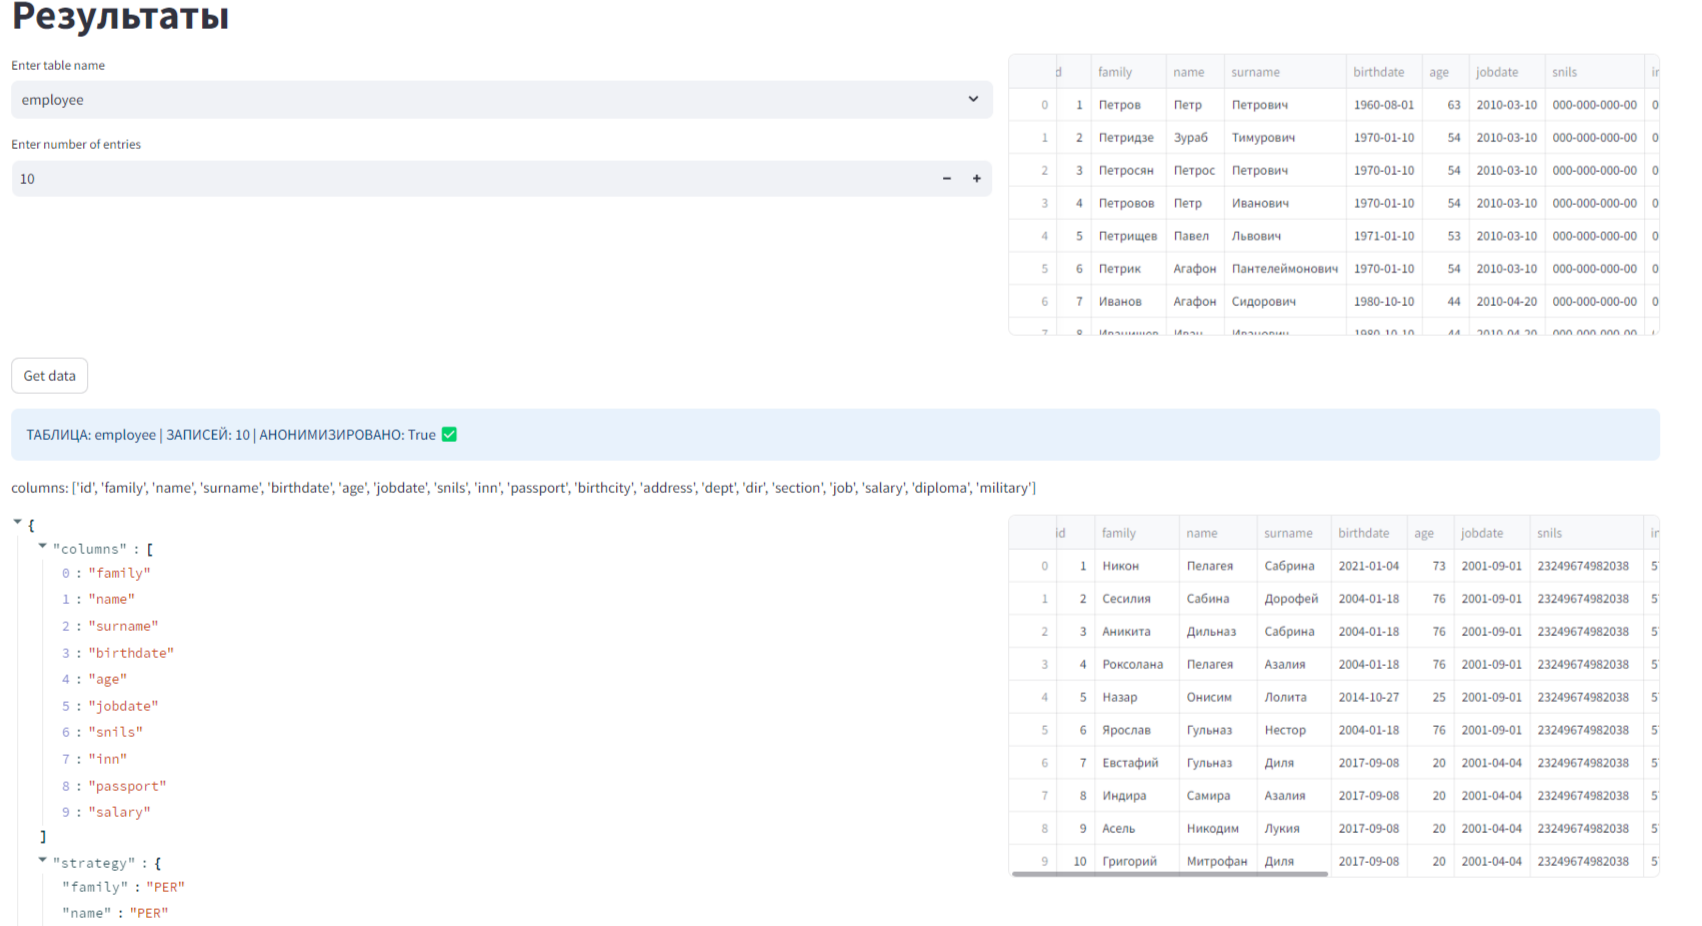 Результаты
Enter table name
employee
Enter number of entries
10
− +
d family name surname birthdate age jobdate snils
0 1 Петров Петр Петрович 1960-08-01 63 2010-03-10 000-000-000-00 0
1 2 Петридзе Зураб Тимурович 1970-01-10 54 2010-03-10 000-000-000-00 0
2 3 Петросян Петрос Петрович 1970-01-10 54 2010-03-10 000-000-000-00 0
3 4 Петровов Петр Иванович 1970-01-10 54 2010-03-10 000-000-000-00 0
4 5 Петрищев Павел Львович 1971-01-10 53 2010-03-10 000-000-000-00 0
5 6 Петрик Агафон Пантелеймонович 1970-01-10 54 2010-03-10 000-000-000-00 0
6 7 Иванов Агафон Сидорович 1980-10-10 44 2010-04-20 000-000-000-00 0
7 8 Иван Иванович 1980-10-10 44 2010-04-20 000-000-000-00
Get data
ТАБЛИЦА: employee | ЗАПИСЕЙ: 10 | АНОНИМИЗИРОВАНО: True ✅
columns: ['id', 'family', 'name', 'surname', 'birthdate', 'age', 'jobdate', 'snils', 'inn', 'passport', 'birthcity', 'address', 'dept', 'dir', 'section', 'job', 'salary', 'diploma', 'military']
{
"columns" : [
0 : "family"
1 : "name"
2 : "surname"
3 : "birthdate"
4 : "age"
5 : "jobdate"
6 : "snils"
7 : "inn"
8 : "passport"
9 : "salary"
]
"strategy" : {
"family" : "PER"
"name" : "PER"
id family name surname birthdate age jobdate snils
0 1 Никон Пелагея Сабрина 2021-01-04 73 2001-09-01 23249674982038 5
1 2 Сесилия Сабина Дорофей 2004-01-18 76 2001-09-01 23249674982038 5
2 3 Аникита Дильназ Сабрина 2004-01-18 76 2001-09-01 23249674982038 5
3 4 Роксолана Пелагея Азалия 2004-01-18 76 2001-09-01 23249674982038 5
4 5 Назар Онисим Лолита 2014-10-27 25 2001-09-01 23249674982038 5
5 6 Ярослав Гульназ Нестор 2004-01-18 76 2001-09-01 23249674982038 5
6 7 Евстафий Гульназ Диля 2017-09-08 20 2001-04-04 23249674982038 5
7 8 Индира Самира Азалия 2017-09-08 20 2001-04-04 23249674982038 5
8 9 Асель Никодим Лукия 2017-09-08 20 2001-04-04 23249674982038 5
9 10 Григорий Митрофан Диля 2017-09-08 20 2001-04-04 23249674982038 5